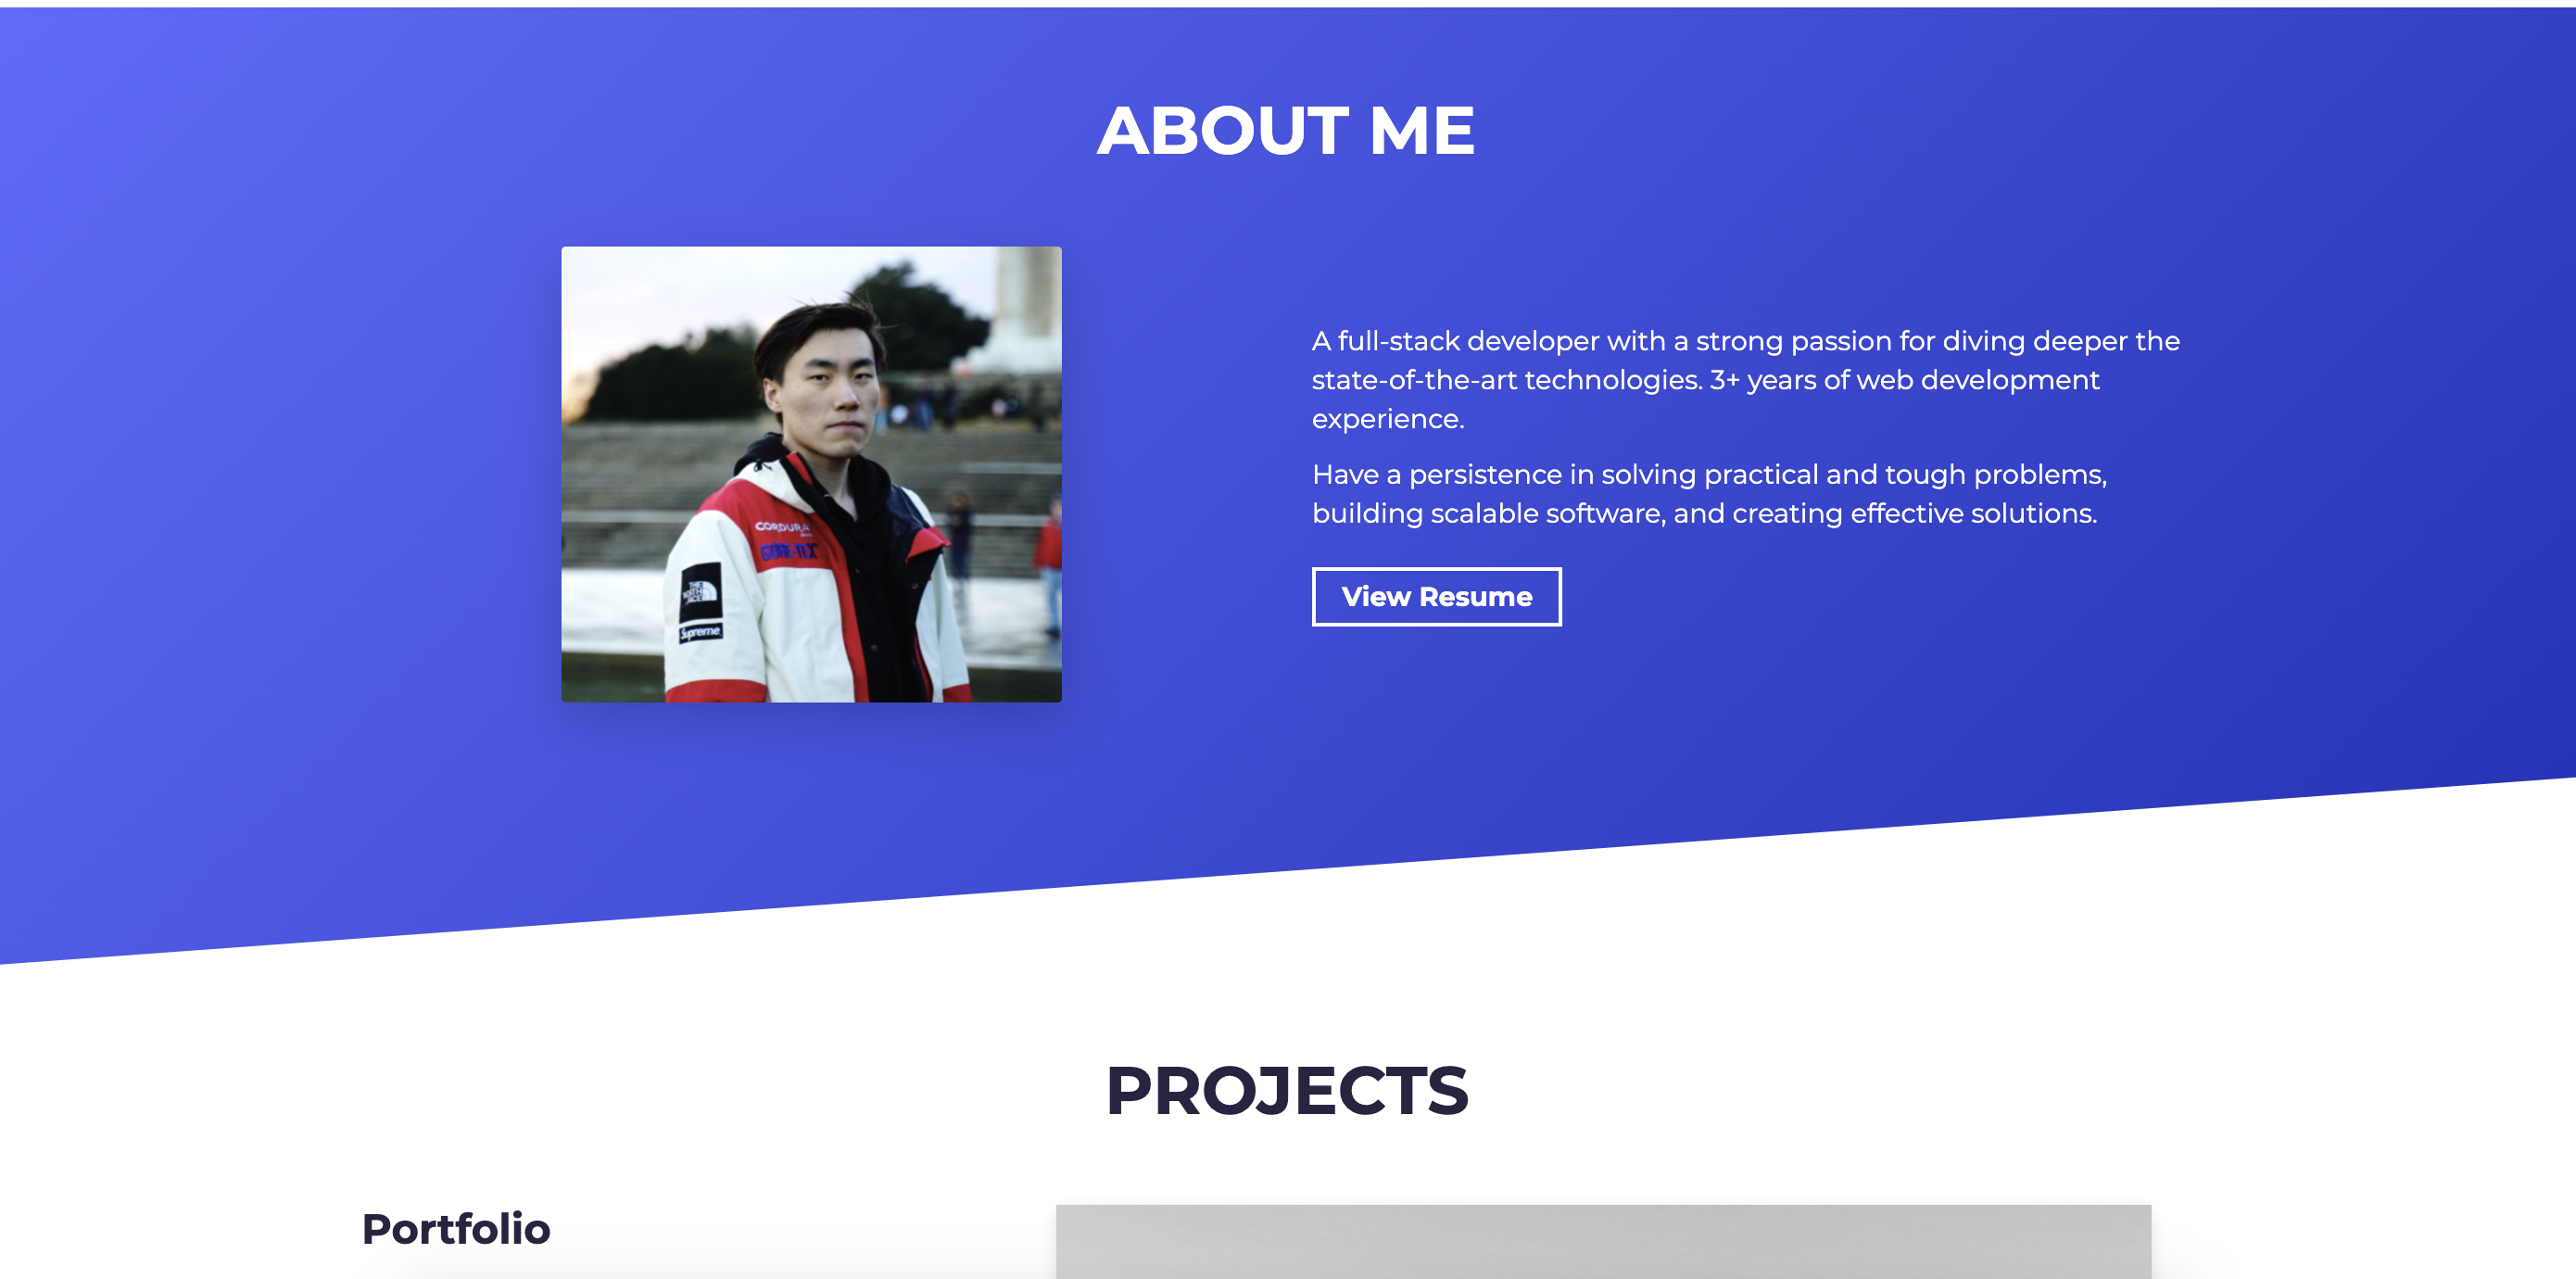 ABOUT ME
CORDURA
GORE-TEX
THE
NORTH
FACE
Supreme
A full-stack developer with a strong passion for diving deeper the
state-of-the-art technologies. 3+ years of web development
experience.
Have a persistence in solving practical and tough problems,
building scalable software, and creating effective solutions.
View Resume
PROJECTS
Portfolio